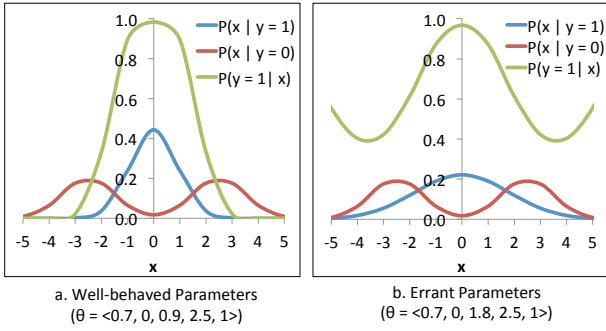 1.0
0.8
0.6
0.4
0.2
0.0
P(x | y = 1)
P(x | y = 0)
P(y = 1| x)
-5 -4 -3 -2 -1 0 1 2 3 4 5
x
a. Well-behaved Parameters
(θ = <0.7, 0, 0.9, 2.5, 1>)
1.0
0.8
0.6
0.4
0.2
0.0
P(x | y = 1)
P(x | y = 0)
P(y = 1| x)
-5 -4 -3 -2 -1 0 1 2 3 4 5
x
b. Errant Parameters
(θ = <0.7, 0, 1.8, 2.5, 1>)